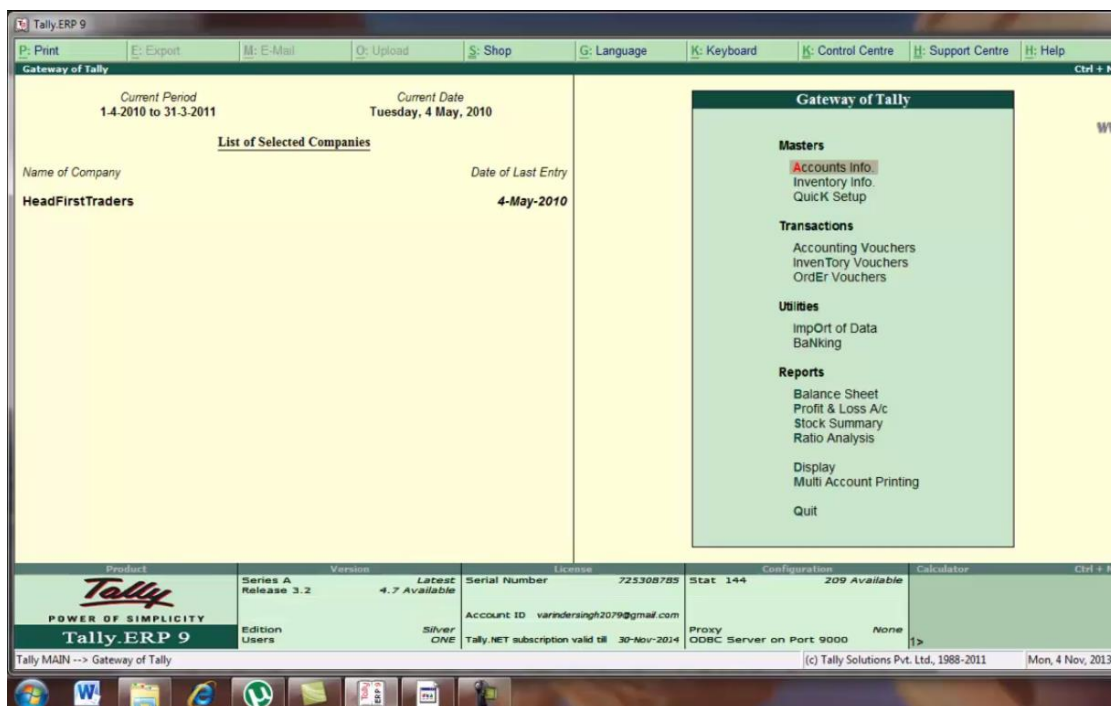 Tally.ERP 9
P: Print E: Export M: E-Mail O: Upload S: Shop G: Language K: Keyboard K: Control Centre H: Support Centre H: Help
Gateway of Tally Ctrl + M
Current Period Current Date
1-4-2010 to 31-3-2011 Tuesday, 4 May, 2010
List of Selected Companies
Name of Company Date of Last Entry
HeadFirstTraders 4-May-2010
Gateway of Tally
Masters
Accounts Info.
Inventory Info.
QuicK Setup
Transactions
Accounting Vouchers
InvenTory Vouchers
OrdEr Vouchers
Utilities
ImpOrt of Data
BaNking
Reports
Balance Sheet
Profit & Loss A/c
Stock Summary
Ratio Analysis
Display
Multi Account Printing
Quit
Product Version License Configuration Calculator Ctrl + N
Tally
POWER OF SIMPLICITY
Tally.ERP 9
Series A Latest
Release 3.2 4.7 Available
Edition Silver
Users ONE
Serial Number 725308785
Account ID varindersingh2079@gmail.com
Tally.NET subscription valid till 30-Nov-2014
Stat 144 209 Available
Proxy None
ODBC Server on Port 9000
1>
Tally MAIN --> Gateway of Tally (c) Tally Solutions Pvt. Ltd., 1988-2011 Mon, 4 Nov, 2013